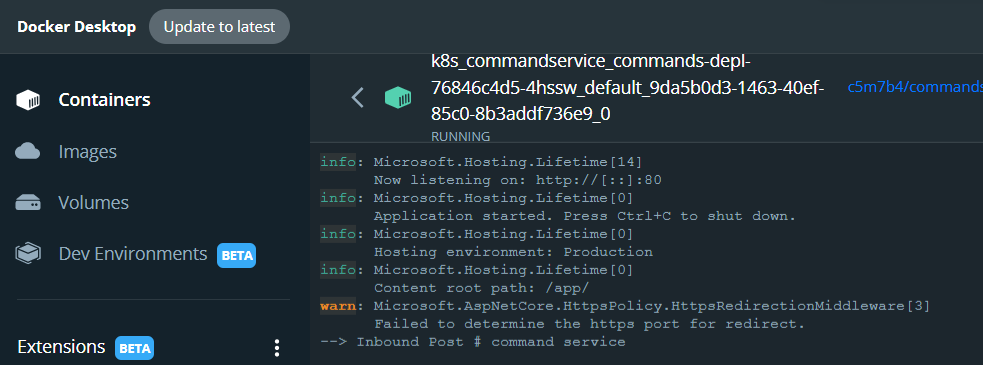 Docker Desktop
Update to latest
Containers
Images
Volumes
Dev Environments BETA
Extensions BETA
k8s_commandservice_commands-depl-
76846c4d5-4hssw_default_9da5b0d3-1463-40ef-
85c0-8b3addf736e9_0
RUNNING
c5m7b4/commands
info: Microsoft.Hosting.Lifetime[14]
Now listening on: http://[::]:80
info: Microsoft.Hosting.Lifetime[0]
Application started. Press Ctrl+C to shut down.
info: Microsoft.Hosting.Lifetime[0]
Hosting environment: Production
info: Microsoft.Hosting.Lifetime[0]
Content root path: /app/
warn: Microsoft.AspNetCore.HttpsPolicy.HttpsRedirectionMiddleware[3]
Failed to determine the https port for redirect.
--> Inbound Post # command service